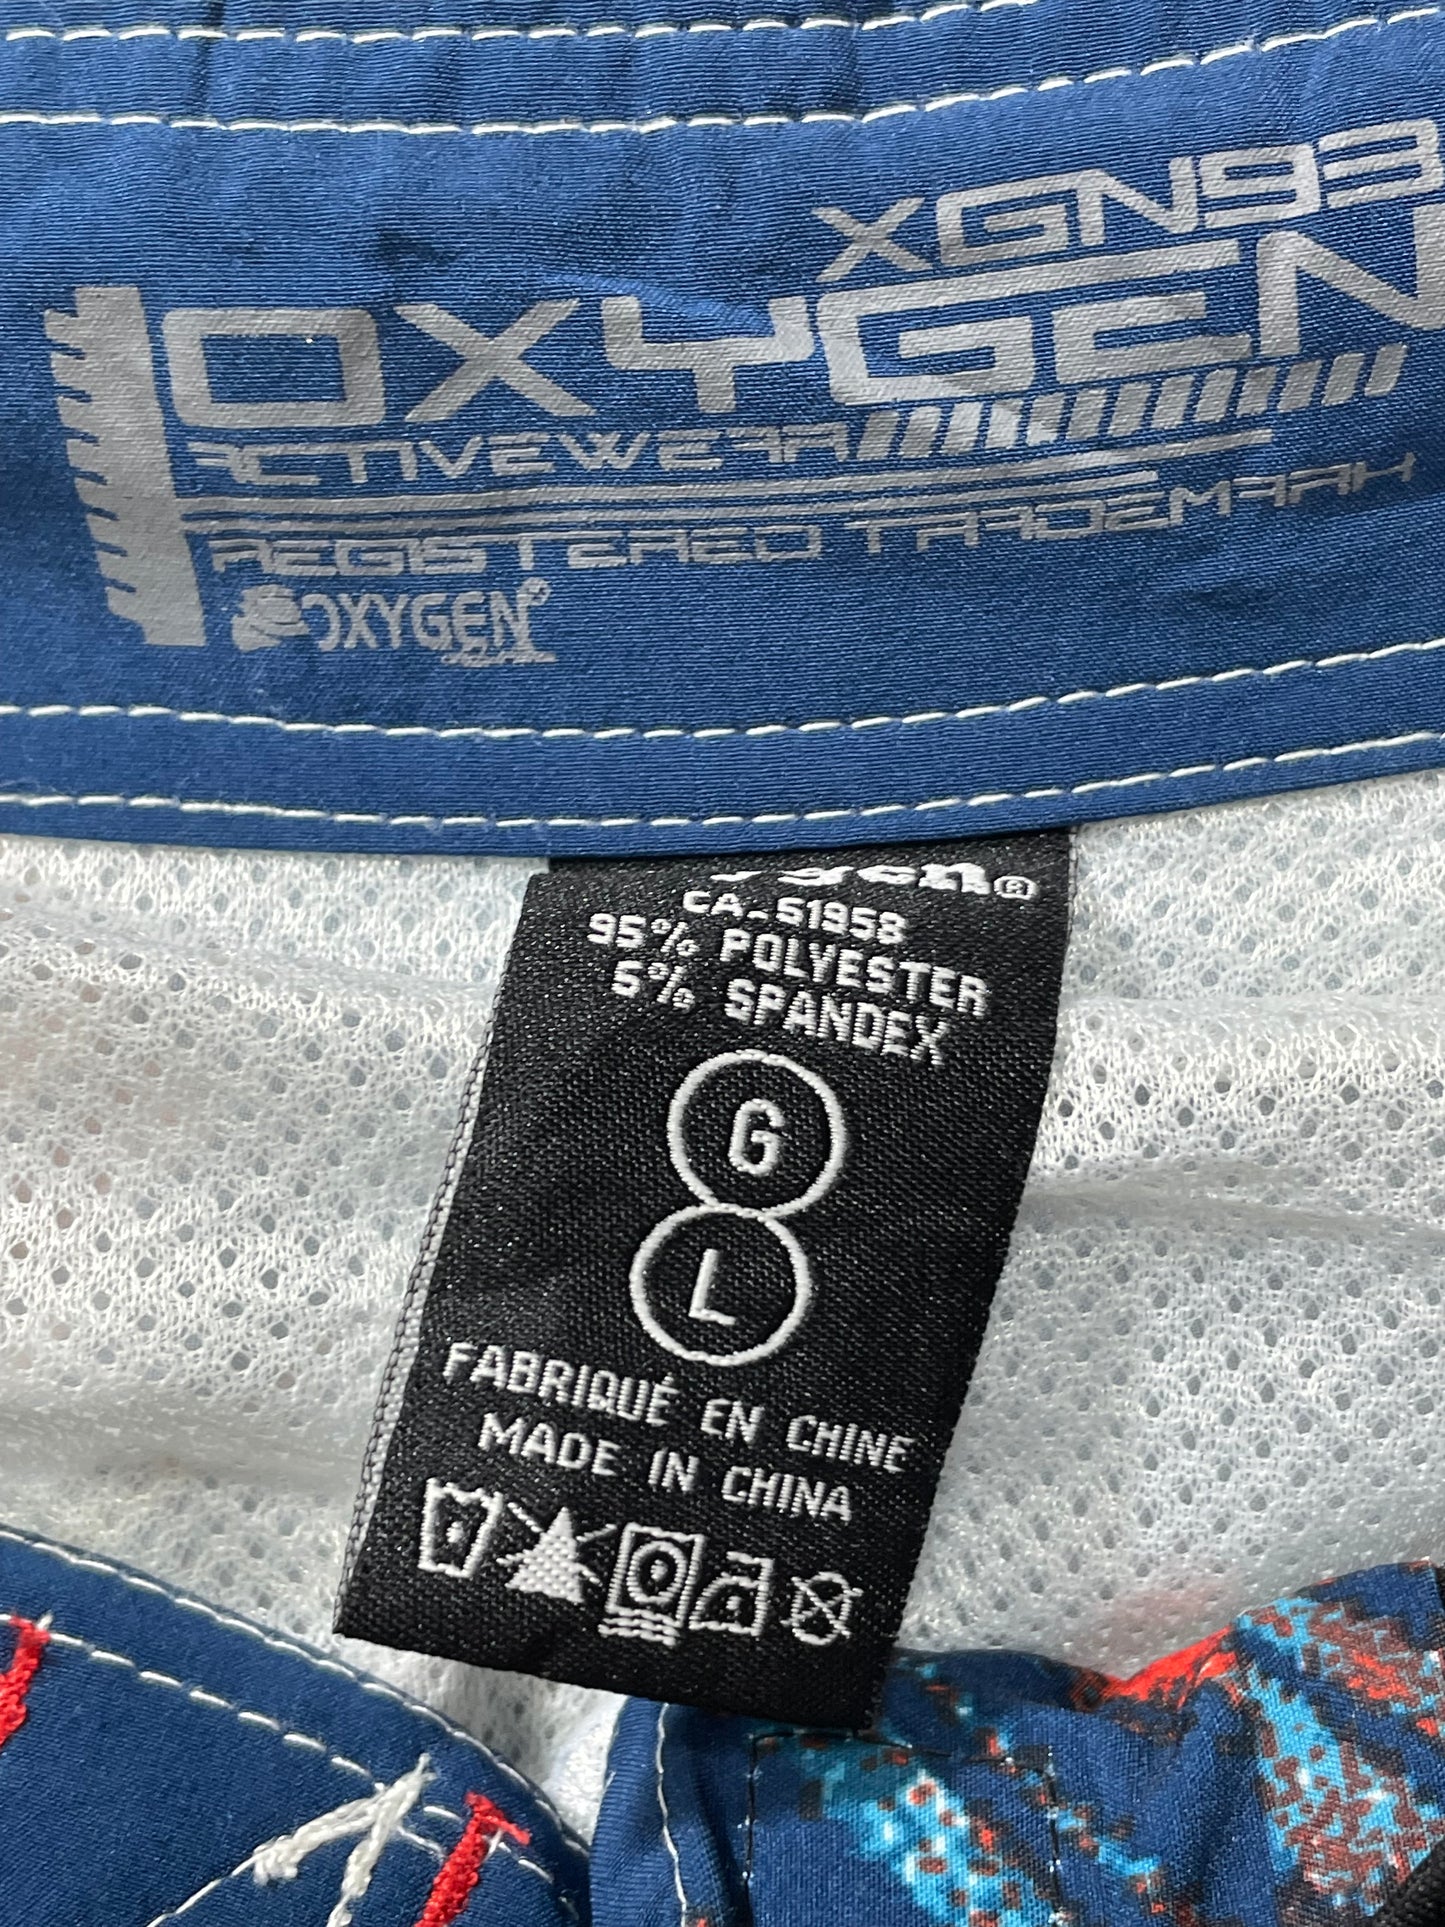 XGN93
OXYGEN
ACTIVEWEAR
REGISTERED TRADEMARK
OXYGEN
CA-51958
95% POLYESTER
5% SPANDEX
G
L
FABRIQUÉ EN CHINE
MADE IN CHINA